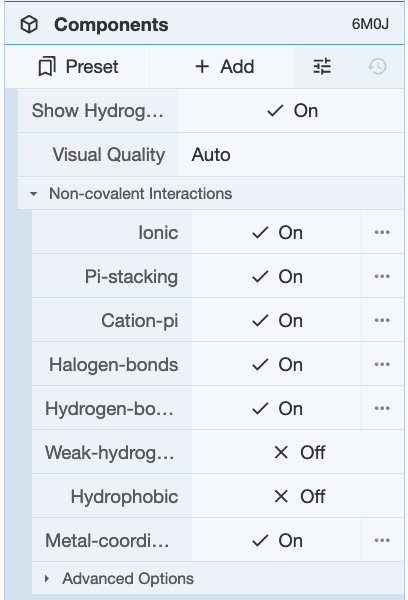 Components 6M0J
Preset + Add
Show Hydrog... On
Visual Quality Auto
Non-covalent Interactions
Ionic On ...
Pi-stacking On ...
Cation-pi On ...
Halogen-bonds On ...
Hydrogen-bo... On ...
Weak-hydrog... Off
Hydrophobic Off
Metal-coordi... On ...
Advanced Options